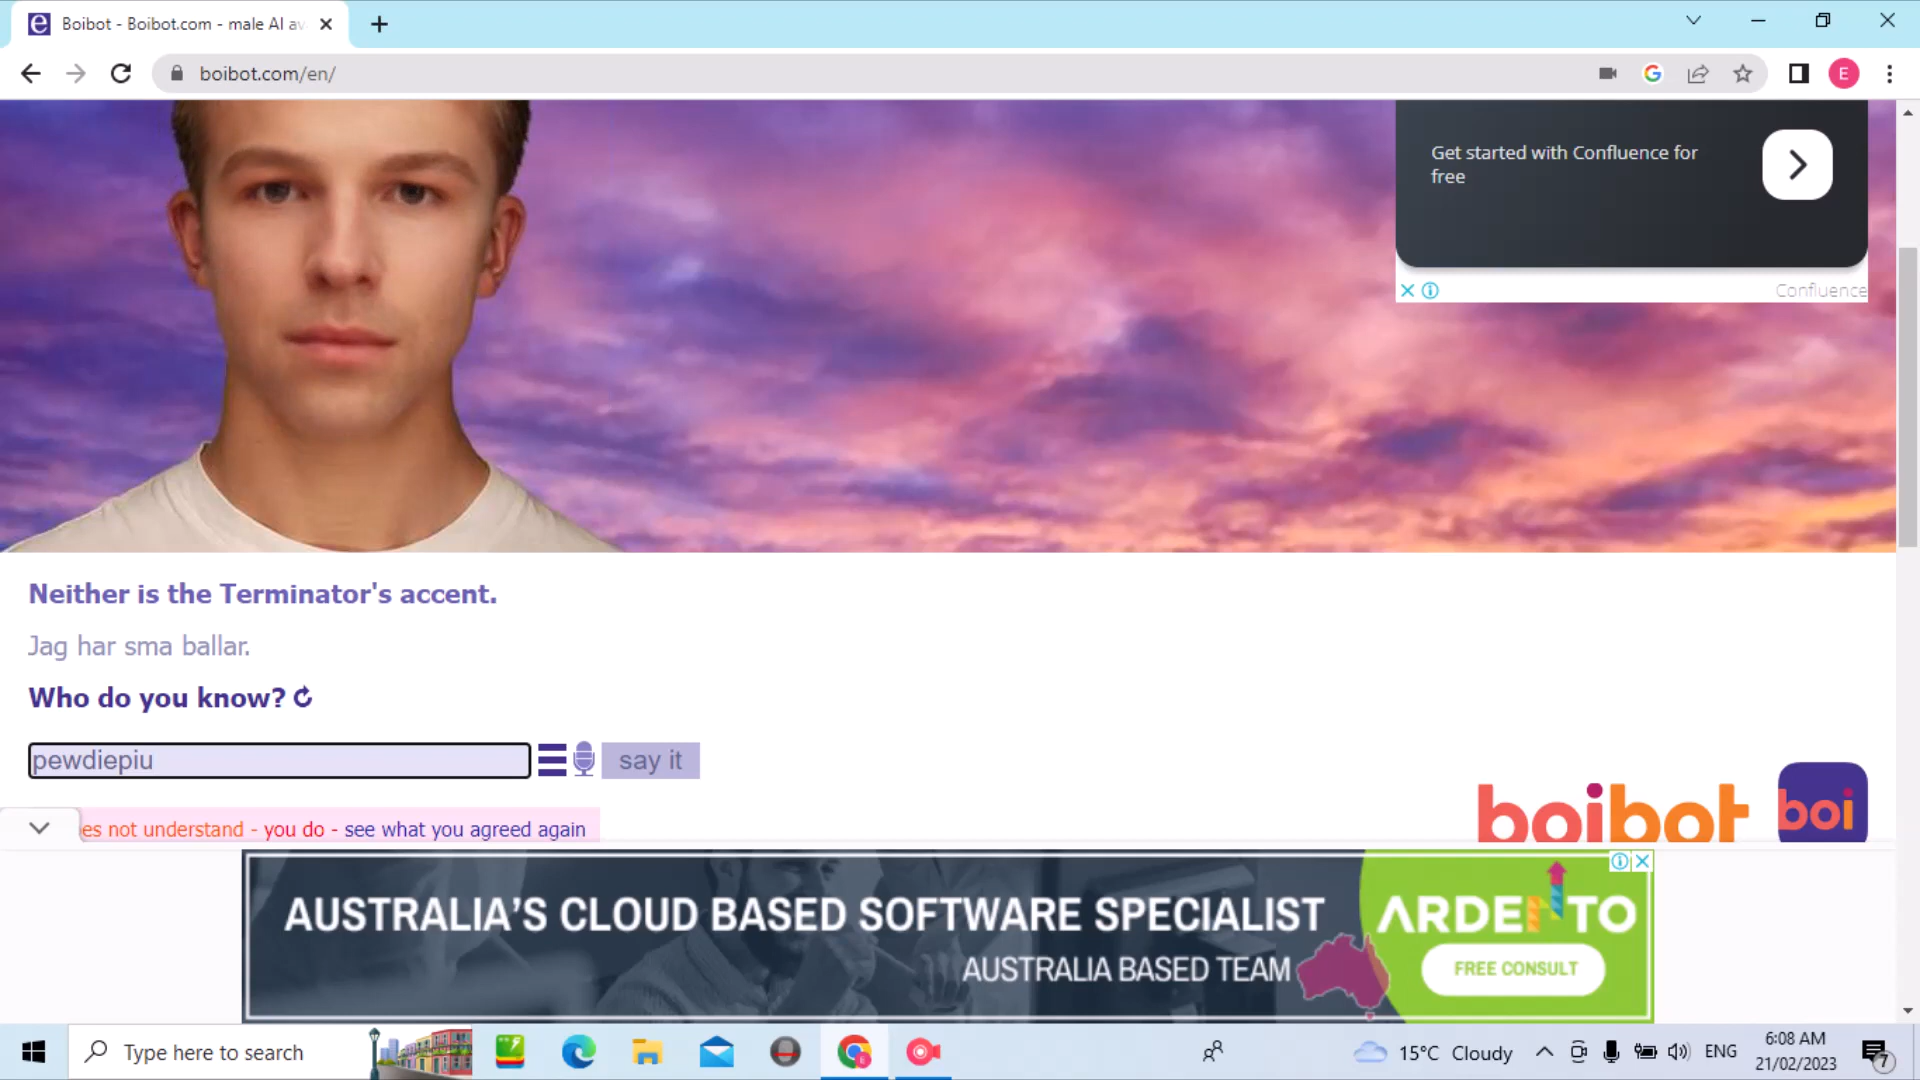 Boibot - Boibot.com - male AI av
boibot.com/en/
E
Get started with Confluence for
free
Confluence
Neither is the Terminator's accent.
Jag har sma ballar.
Who do you know?
pewdiepiu
say it
es not understand - you do - see what you agreed again
boibot
boi
AUSTRALIA'S CLOUD BASED SOFTWARE SPECIALIST
AUSTRALIA BASED TEAM
ARDENTO
FREE CONSULT
Type here to search
15°C Cloudy
ENG
6:08 AM
21/02/2023
7